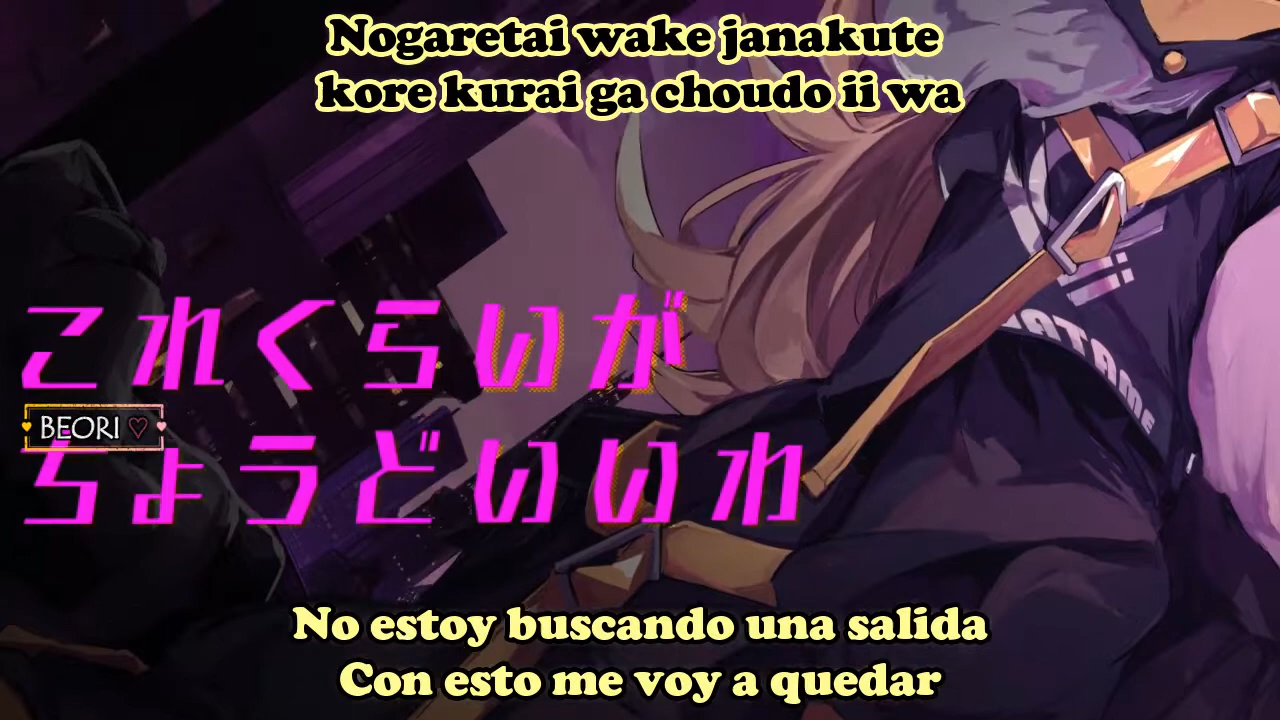 Nogaretai wake janakute
kore kurai ga choudo ii wa
これくらいが
BEORI ♡
ちょうどいいわ
No estoy buscando una salida
Con esto me voy a quedar